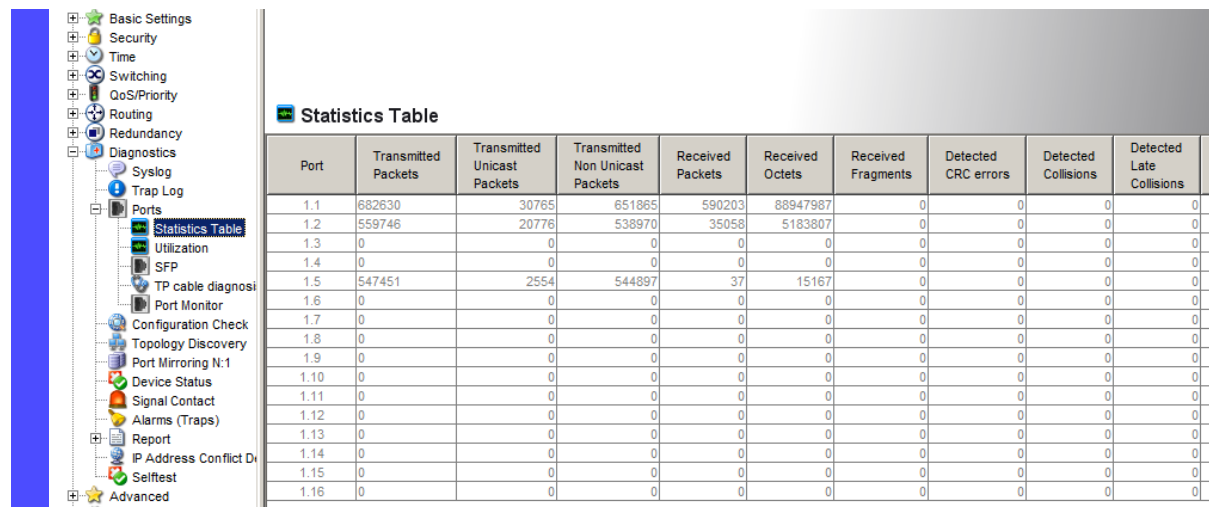 Basic Settings
Security
Time
Switching
QoS/Priority
Routing
Redundancy
Diagnostics
Syslog
Trap Log
Ports
Statistics Table
Utilization
SFP
TP cable diagnosi
Port Monitor
Configuration Check
Topology Discovery
Port Mirroring N:1
Device Status
Signal Contact
Alarms (Traps)
Report
IP Address Conflict De
Selftest
Advanced
Statistics Table
Port Transmitted Packets Transmitted Unicast Packets Transmitted Non Unicast Packets Received Packets Received Octets Received Fragments Detected CRC errors Detected Collisions Detected Late Collisions
1.1 682630 30765 651865 590203 88947987 0 0 0 0
1.2 559746 20776 538970 35058 5183807 0 0 0 0
1.3 0 0 0 0 0 0 0 0 0
1.4 0 0 0 0 0 0 0 0 0
1.5 547451 2554 544897 37 15167 0 0 0 0
1.6 0 0 0 0 0 0 0 0 0
1.7 0 0 0 0 0 0 0 0 0
1.8 0 0 0 0 0 0 0 0 0
1.9 0 0 0 0 0 0 0 0 0
1.10 0 0 0 0 0 0 0 0 0
1.11 0 0 0 0 0 0 0 0 0
1.12 0 0 0 0 0 0 0 0 0
1.13 0 0 0 0 0 0 0 0 0
1.14 0 0 0 0 0 0 0 0 0
1.15 0 0 0 0 0 0 0 0 0
1.16 0 0 0 0 0 0 0 0 0